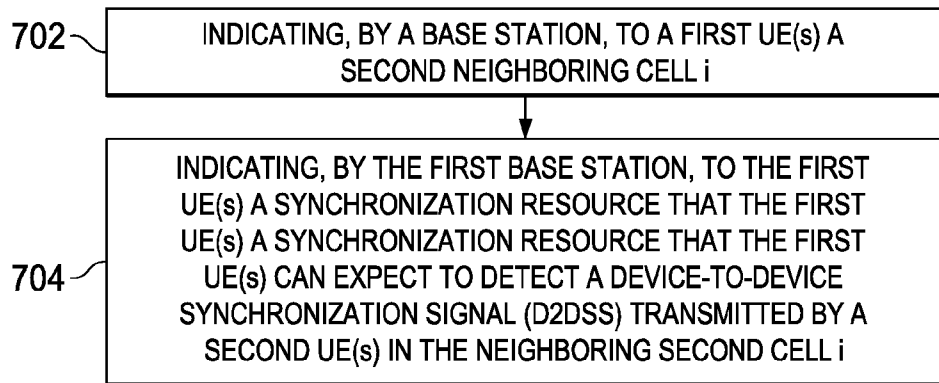 702
INDICATING, BY A BASE STATION, TO A FIRST UE(s) A
SECOND NEIGHBORING CELL i
704
INDICATING, BY THE FIRST BASE STATION, TO THE FIRST
UE(s) A SYNCHRONIZATION RESOURCE THAT THE FIRST
UE(s) A SYNCHRONIZATION RESOURCE THAT THE FIRST
UE(s) CAN EXPECT TO DETECT A DEVICE-TO-DEVICE
SYNCHRONIZATION SIGNAL (D2DSS) TRANSMITTED BY A
SECOND UE(s) IN THE NEIGHBORING SECOND CELL i